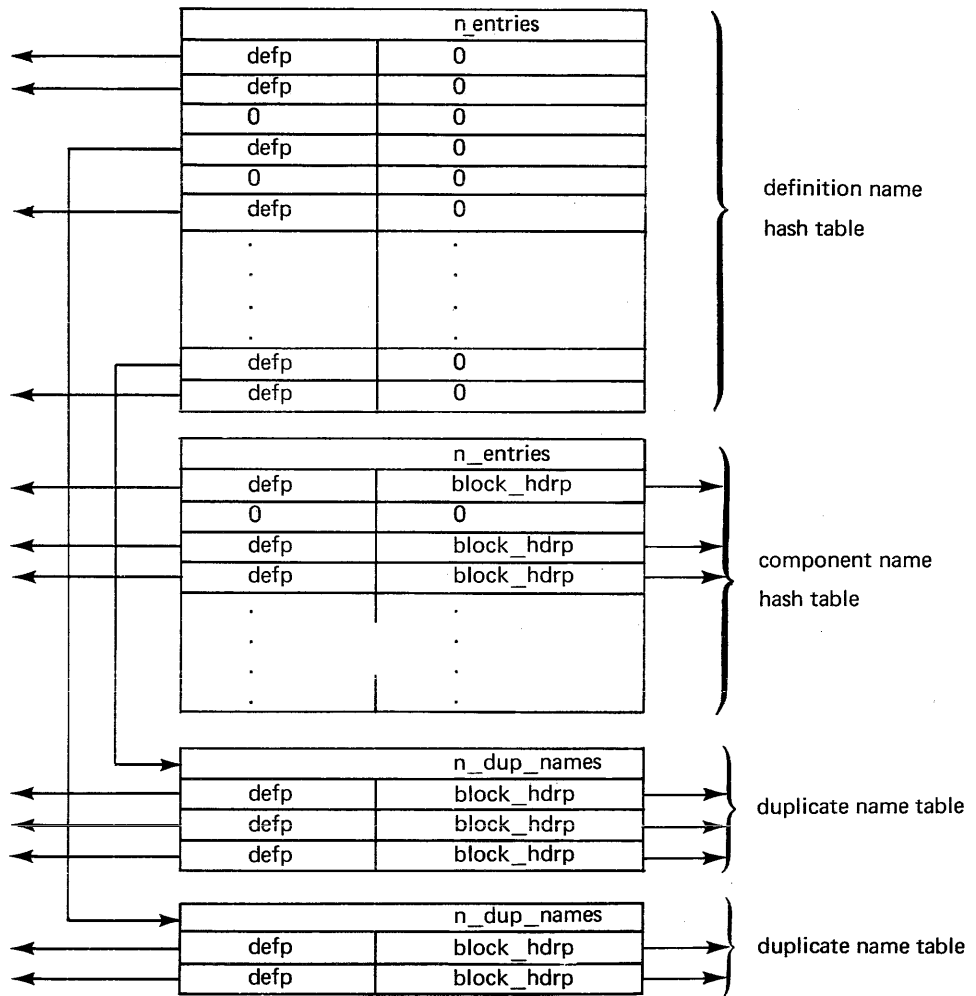 n_entries
defp 0
defp 0
0 0
defp 0
0 0
defp 0
. .
. .
. .
. .
defp 0
defp 0
definition name
hash table
n_entries
defp block_hdrp
0 0
defp block_hdrp
defp block_hdrp
. .
. .
. .
. .
component name
hash table
n_dup_names
defp block_hdrp
defp block_hdrp
defp block_hdrp
duplicate name table
n_dup_names
defp block_hdrp
defp block_hdrp
duplicate name table